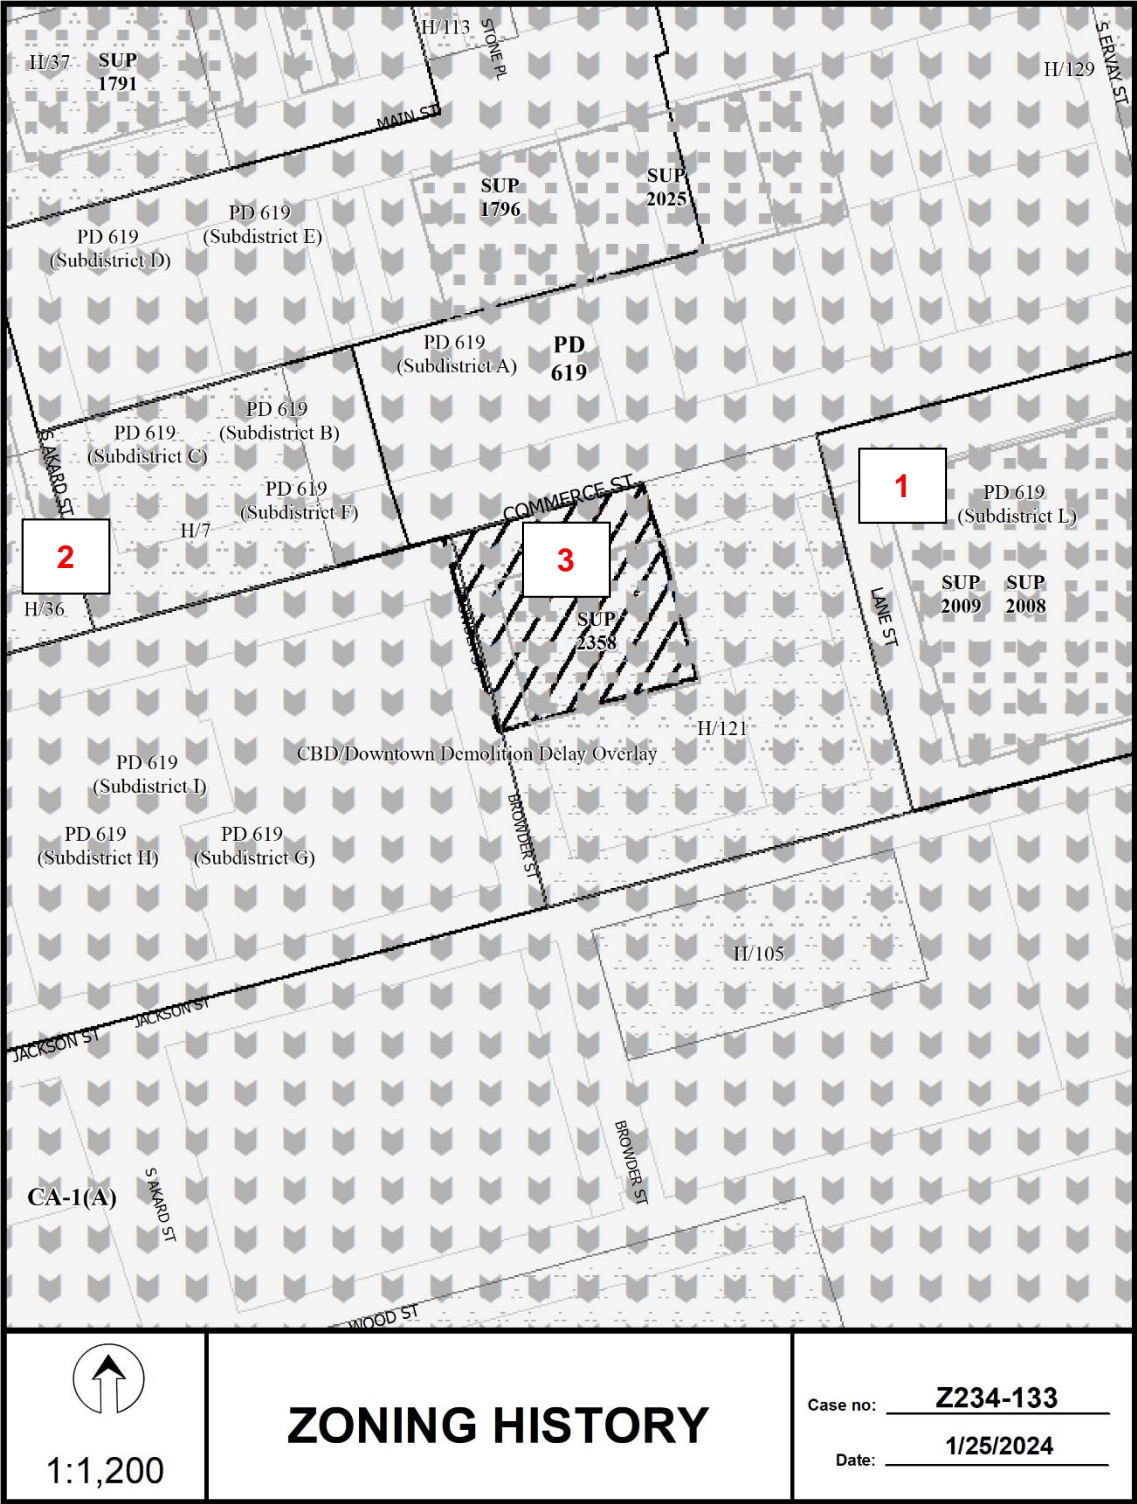 H/113
STONE PL
S ERVAY ST
H/37
SUP
1791
H/129
MAIN ST
SUP
1796
SUP
2025
PD 619
(Subdistrict E)
PD 619
(Subdistrict D)
PD 619
(Subdistrict A)
PD
619
PD 619
(Subdistrict B)
PD 619
(Subdistrict C)
S AKARD ST
PD 619
(Subdistrict F)
H/7
COMMERCE ST
1
PD 619
(Subdistrict L)
2
3
H/36
SUP
2009
SUP
2008
LANE ST
SUP
2358
H/121
CBD/Downtown Demolition Delay Overlay
PD 619
(Subdistrict I)
BROWDER ST
PD 619
(Subdistrict H)
PD 619
(Subdistrict G)
H/105
JACKSON ST
JACKSON ST
BROWDER ST
CA-1(A)
S AKARD ST
WOOD ST
1:1,200
ZONING HISTORY
Case no: Z234-133
Date: 1/25/2024